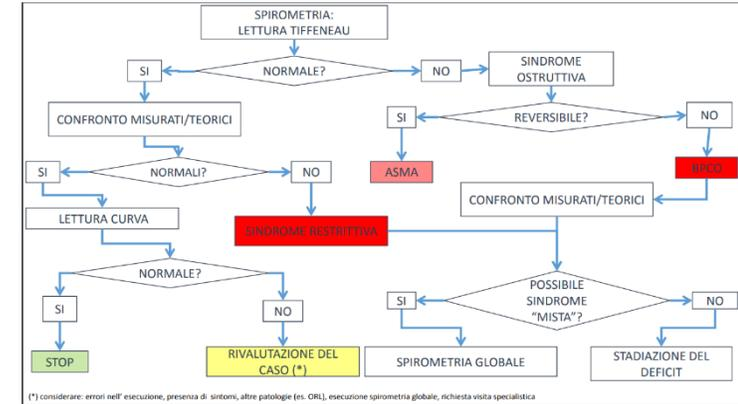 SPIROMETRIA:
LETTURA TIFFENEAU
SI
NORMALE?
NO
SINDROME
OSTRUTTIVA
CONFRONTO MISURATI/TEORICI
SI
REVERSIBILE?
NO
SI
NORMALI?
NO
ASMA
BPCO
LETTURA CURVA
SINDROME RESTRITTIVA
CONFRONTO MISURATI/TEORICI
NORMALE?
SI
NO
SI
POSSIBILE
SINDROME
"MISTA"?
NO
STOP
RIVALUTAZIONE DEL
CASO (*)
SPIROMETRIA GLOBALE
STADIAZIONE DEL
DEFICIT
(*) considerare: errori nell' esecuzione, presenza di sintomi, altre patologie (es. ORL), esecuzione spirometria globale, richiesta visita specialistica